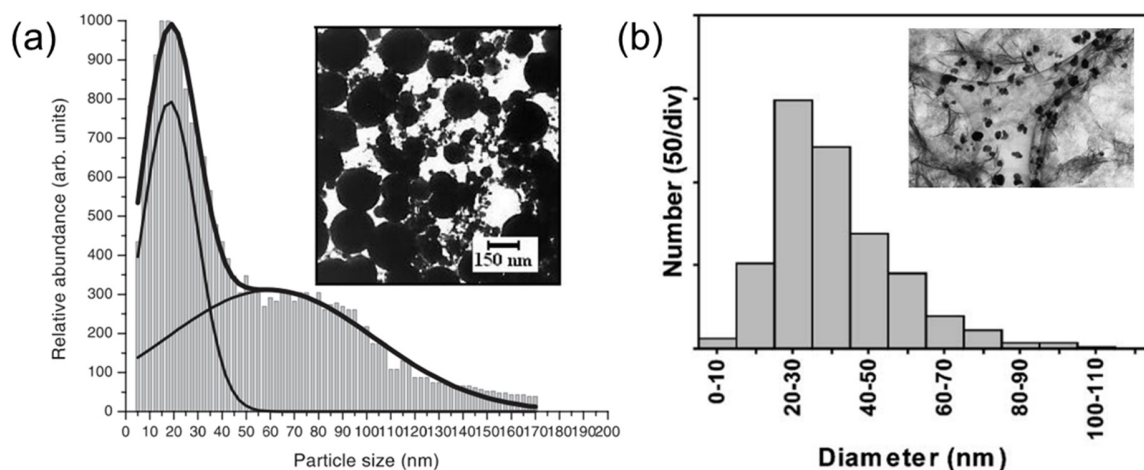 (a)
Relative abundance (arb. units)
1000
900
800
700
600
500
400
300
200
100
0
150 nm
0 10 20 30 40 50 60 70 80 90 100 110 120 130 140 150 160 170 180 190 200
Particle size (nm)
(b)
Number (50/div)
0-10
20-30
40-50
60-70
80-90
100-110
Diameter (nm)